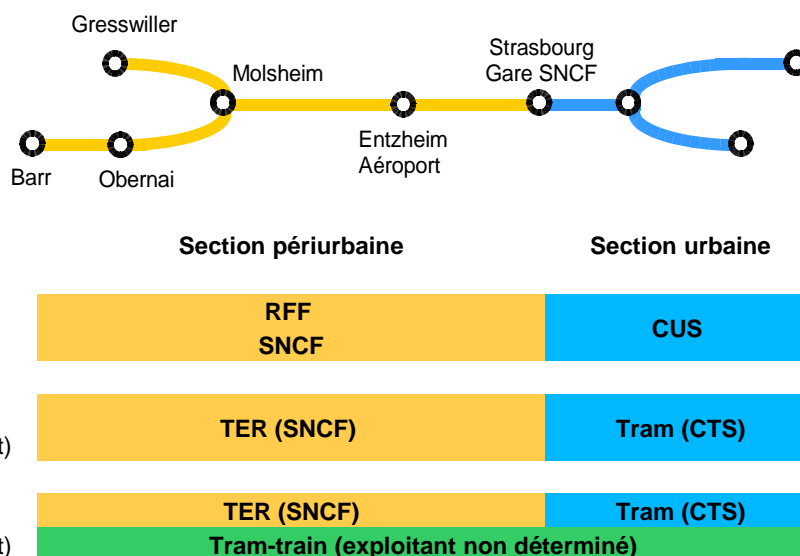 Gresswiller
Molsheim
Strasbourg
Gare SNCF
Entzheim
Aéroport
Barr
Obernai
Section périurbaine
Section urbaine
RFF
SNCF
CUS
TER (SNCF)
Tram (CTS)
t)
TER (SNCF)
Tram (CTS)
t)
Tram-train (exploitant non déterminé)